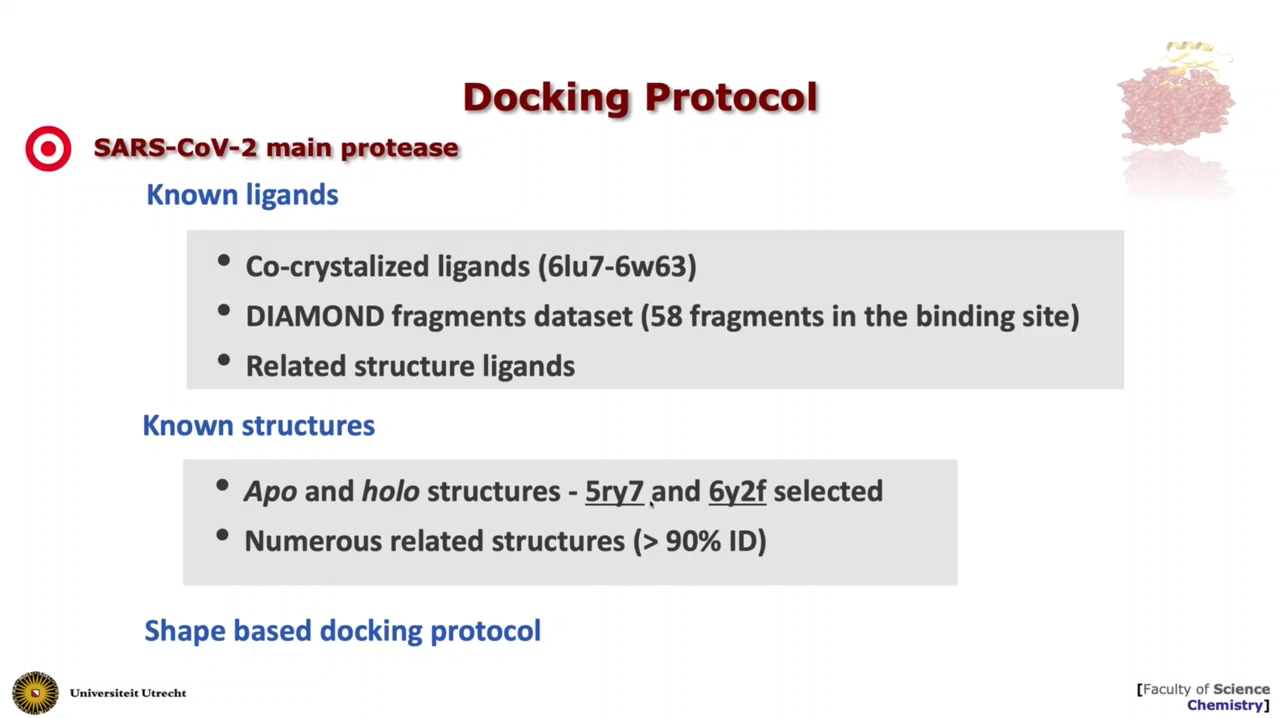 Docking Protocol
SARS-CoV-2 main protease
Known ligands
• Co-crystalized ligands (6lu7-6w63)
• DIAMOND fragments dataset (58 fragments in the binding site)
• Related structure ligands
Known structures
• Apo and holo structures - 5ry7 and 6y2f selected
• Numerous related structures (> 90% ID)
Shape based docking protocol
Universiteit Utrecht
[Faculty of Science
Chemistry]